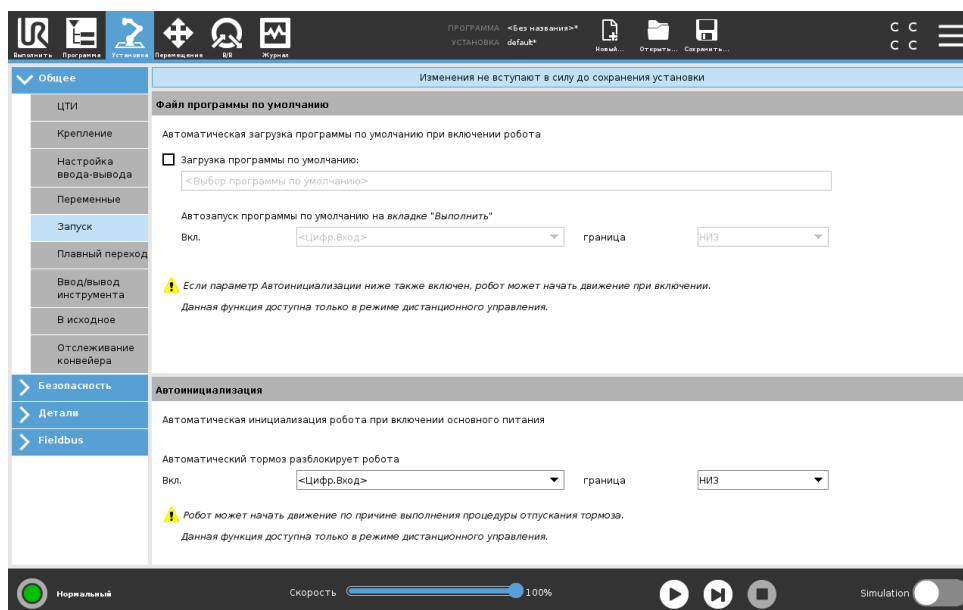 UR
Выполнить
Программа
Установка
Перемещение
В/В
Журнал
ПРОГРАММА <Без названия>*
УСТАНОВКА default*
Новый...
Открыть...
Сохранить...
C C
C C
Общее
ЦТИ
Крепление
Настройка
ввода-вывода
Переменные
Запуск
Плавный переход
Ввод/вывод
инструмента
В исходное
Отслеживание
конвейера
Безопасность
Детали
Fieldbus
Изменения не вступают в силу до сохранения установки
Файл программы по умолчанию
Автоматическая загрузка программы по умолчанию при включении робота
Загрузка программы по умолчанию:
<Выбор программы по умолчанию>
Автозапуск программы по умолчанию на вкладке "Выполнить"
Вкл. <Цифр.Вход> граница НИЗ
Если параметр Автоинициализации ниже также включен, робот может начать движение при включении.
Данная функция доступна только в режиме дистанционного управления.
Автоинициализация
Автоматическая инициализация робота при включении основного питания
Автоматический тормоз разблокирует робота
Вкл. <Цифр.Вход> граница НИЗ
Робот может начать движение по причине выполнения процедуры отпускания тормоза.
Данная функция доступна только в режиме дистанционного управления.
Нормальный
Скорость 100%
Simulation